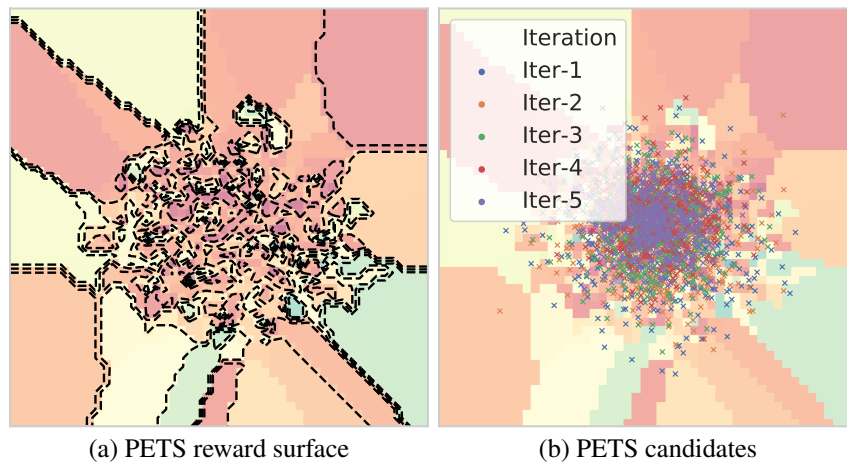 Iteration
Iter-1
Iter-2
Iter-3
Iter-4
Iter-5
(a) PETS reward surface
(b) PETS candidates